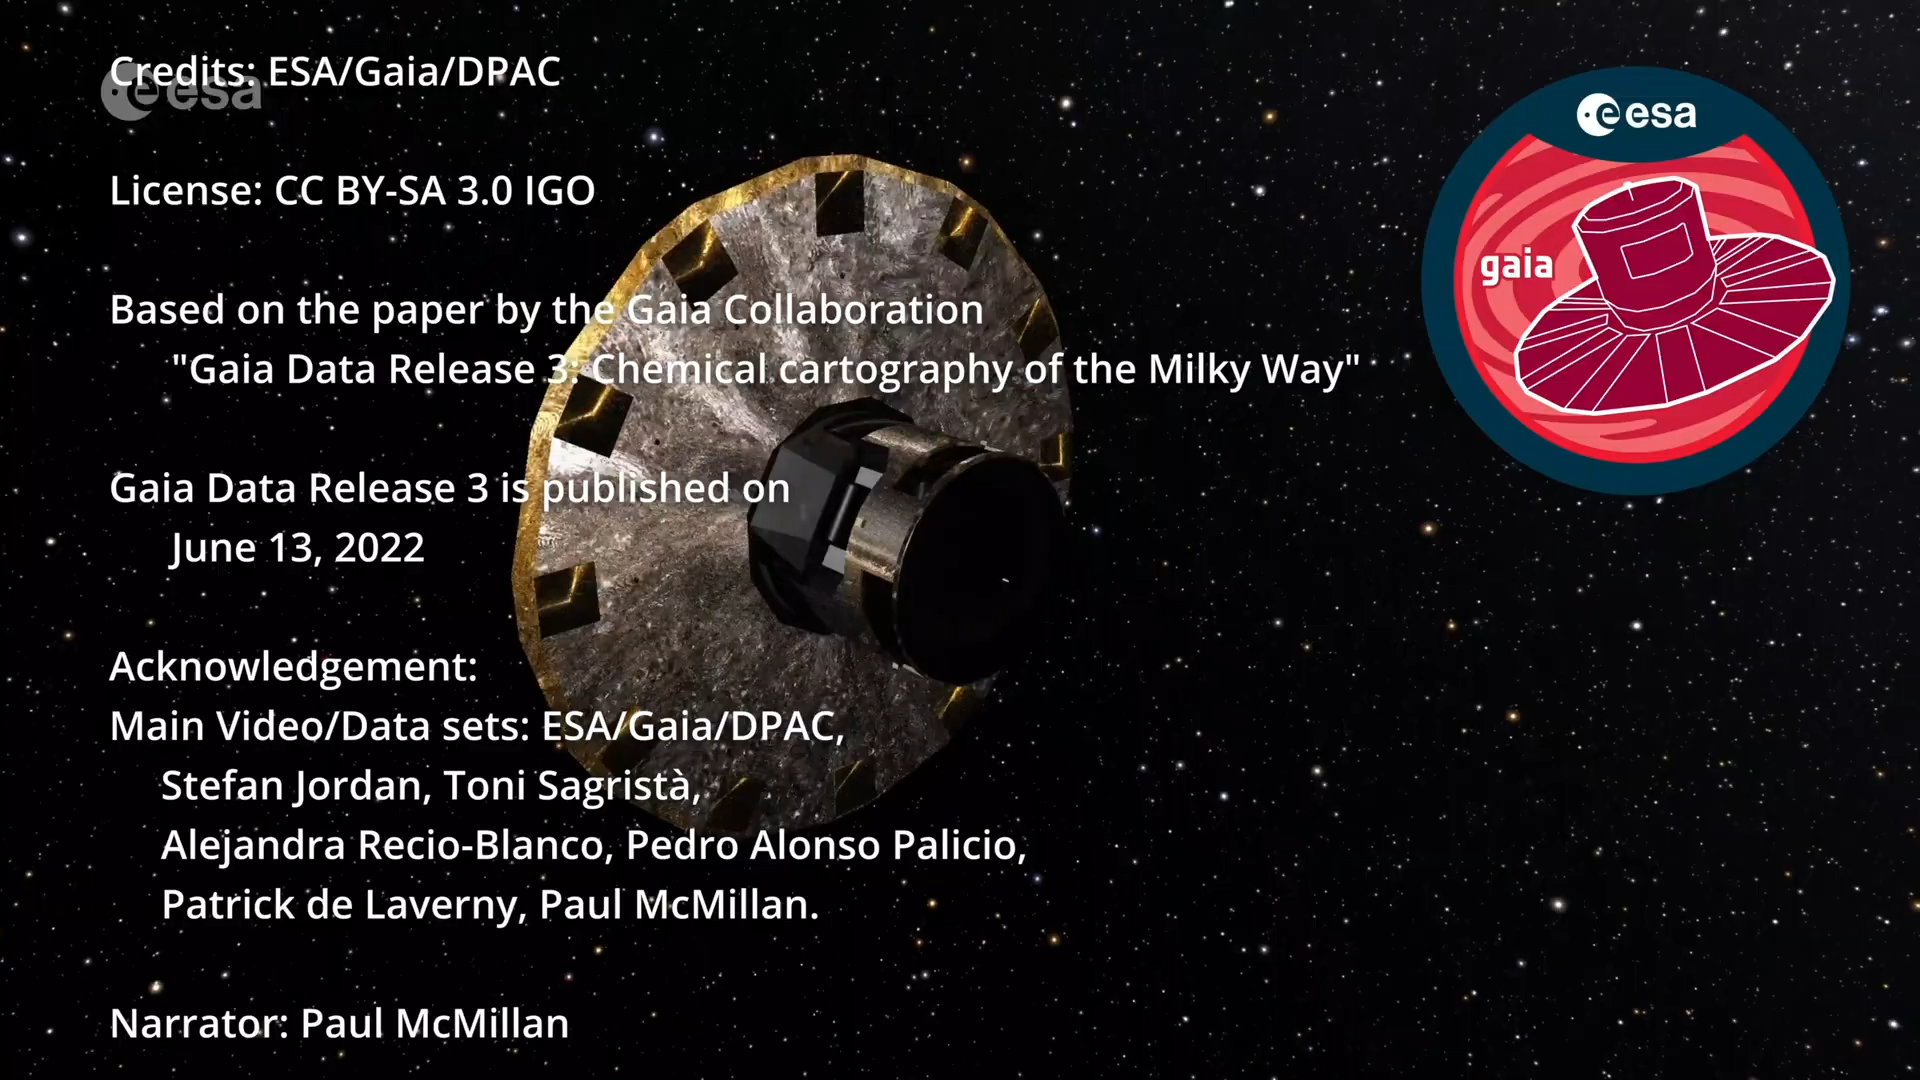 Credits: ESA/Gaia/DPAC
esa
License: CC BY-SA 3.0 IGO
Based on the paper by the Gaia Collaboration
"Gaia Data Release 3: Chemical cartography of the Milky Way"
Gaia Data Release 3 is published on
June 13, 2022
Acknowledgement:
Main Video/Data sets: ESA/Gaia/DPAC,
Stefan Jordan, Toni Sagristà,
Alejandra Recio-Blanco, Pedro Alonso Palicio,
Patrick de Laverny, Paul McMillan.
Narrator: Paul McMillan
esa
gaia